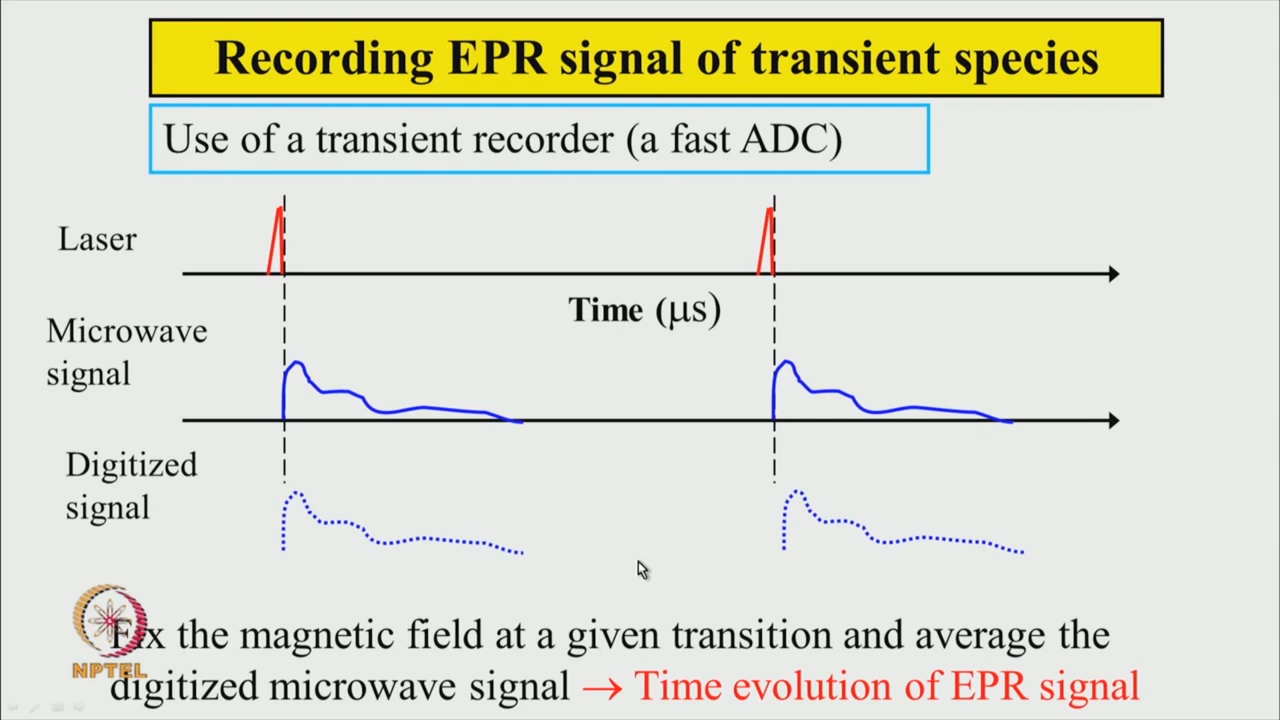 Recording EPR signal of transient species
Use of a transient recorder (a fast ADC)
Laser
Time (μs)
Microwave
signal
Digitized
signal
Fix the magnetic field at a given transition and average the
NPTEL
digitized microwave signal → Time evolution of EPR signal